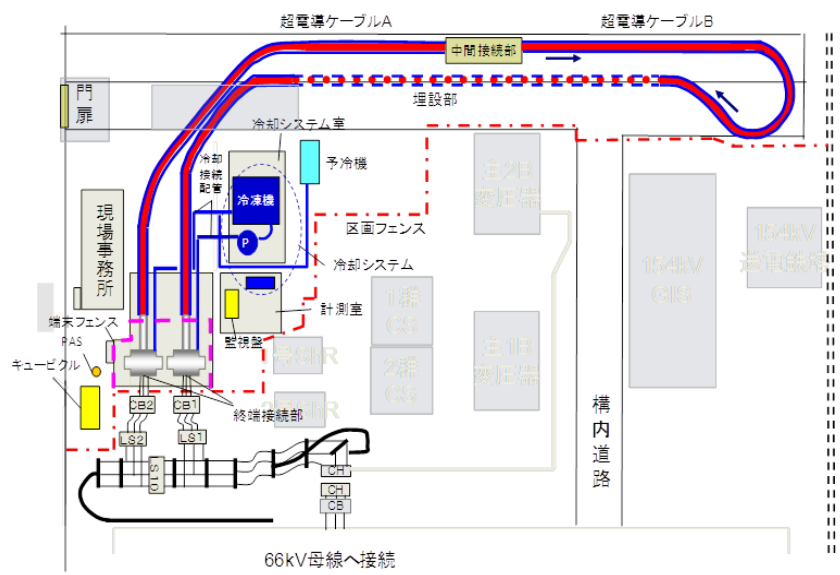 超電導ケーブルA
超電導ケーブルB
中間接続部
門扉
埋設部
冷却システム室
冷却接続配管
予冷機
冷凍機
P
主2B
変圧器
現場事務所
区画フェンス
154kV
GIS
154kV
送電鉄塔
冷却システム
計測室
監視盤
1群
CS
2群
CS
主1B
変圧器
端末フェンス
PAS
キュービクル
CB2
CB1
終端接続部
LS2
LS1
S10
CH
CH
CB
構内道路
66kV母線へ接続